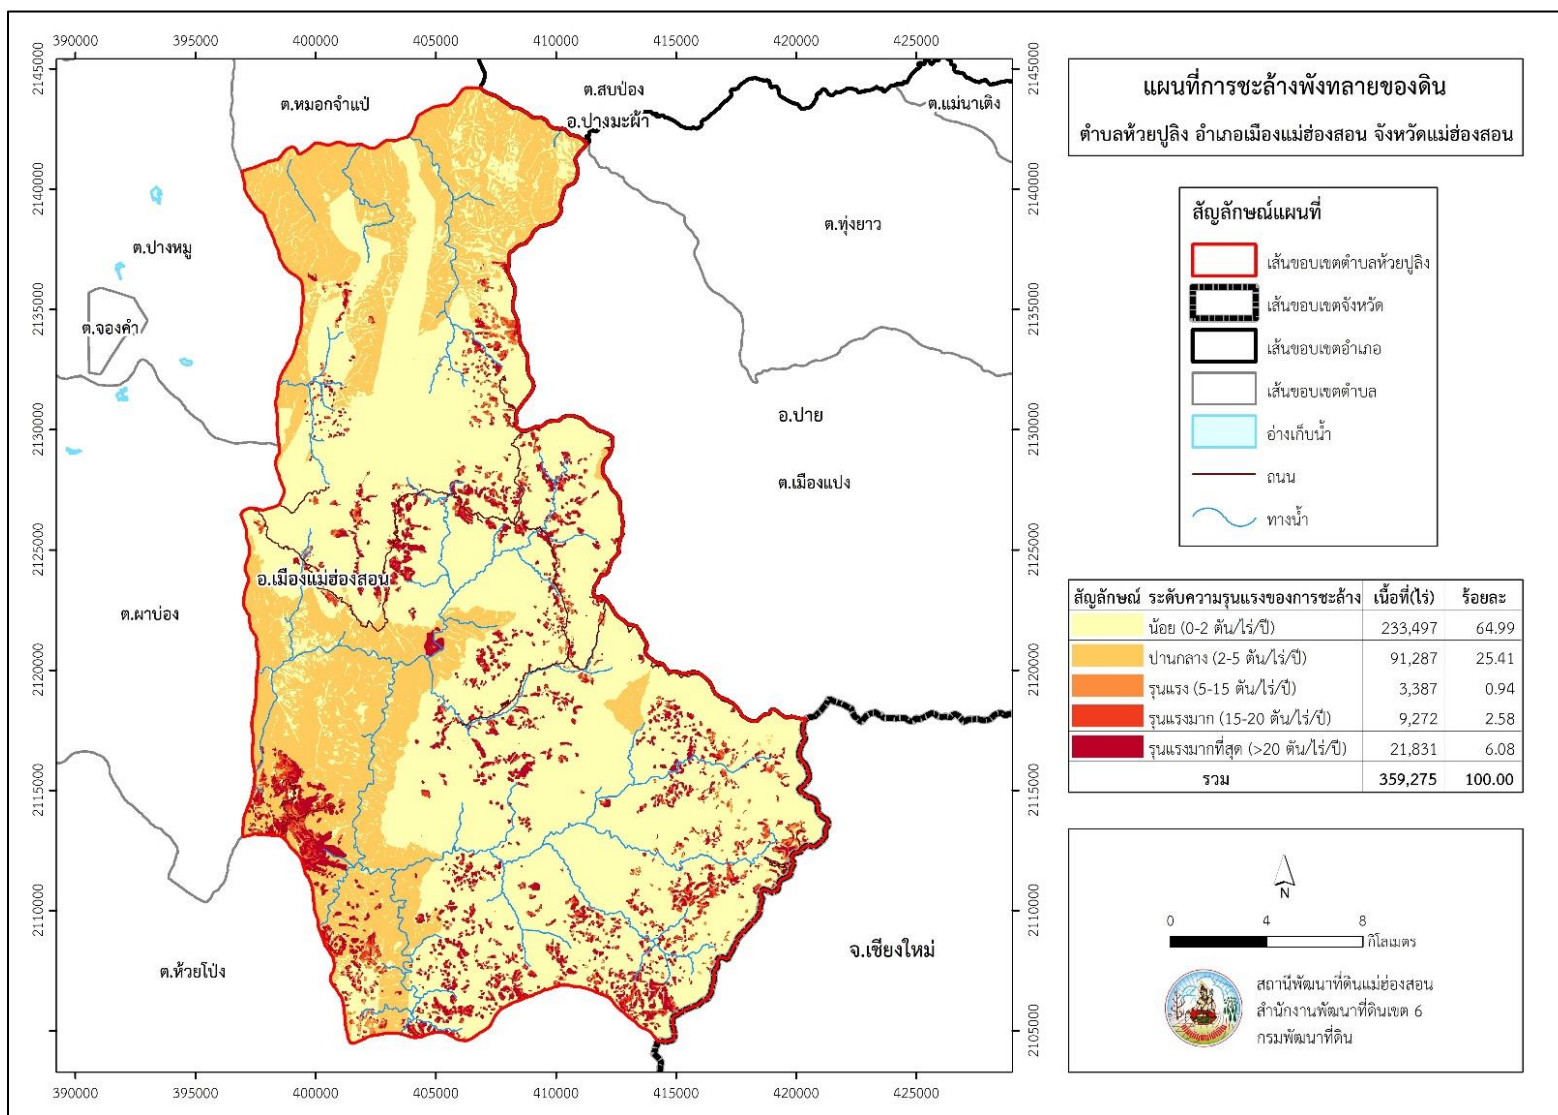 390000 395000 400000 405000 410000 415000 420000 425000
2145000 2140000 2135000 2130000 2125000 2120000 2115000 2110000 2105000
ต.หมอกจำแป่
ต.สบป่อง
อ.ปางมะผ้า
ต.แม่นาเติง
ต.ทุ่งยาว
ต.ปางหมู
ต.จองคำ
อ.ปาย
ต.เมืองแปง
อ.เมืองแม่ฮ่องสอน
ต.ผาบ่อง
ต.ห้วยโป่ง
จ.เชียงใหม่
2145000 2140000 2135000 2130000 2125000 2120000 2115000 2110000 2105000
390000 395000 400000 405000 410000 415000 420000 425000
แผนที่การชะล้างพังทลายของดิน
ตำบลห้วยปูลิง อำเภอเมืองแม่ฮ่องสอน จังหวัดแม่ฮ่องสอน
สัญลักษณ์แผนที่
เส้นขอบเขตตำบลห้วยปูลิง
เส้นขอบเขตจังหวัด
เส้นขอบเขตอำเภอ
เส้นขอบเขตตำบล
อ่างเก็บน้ำ
ถนน
ทางน้ำ
สัญลักษณ์ ระดับความรุนแรงของการชะล้าง เนื้อที่(ไร่) ร้อยละ
น้อย (0-2 ตัน/ไร่/ปี) 233,497 64.99
ปานกลาง (2-5 ตัน/ไร่/ปี) 91,287 25.41
รุนแรง (5-15 ตัน/ไร่/ปี) 3,387 0.94
รุนแรงมาก (15-20 ตัน/ไร่/ปี) 9,272 2.58
รุนแรงมากที่สุด (>20 ตัน/ไร่/ปี) 21,831 6.08
รวม 359,275 100.00
N
0 4 8
กิโลเมตร
สถานีพัฒนาที่ดินแม่ฮ่องสอน
สำนักงานพัฒนาที่ดินเขต 6
กรมพัฒนาที่ดิน